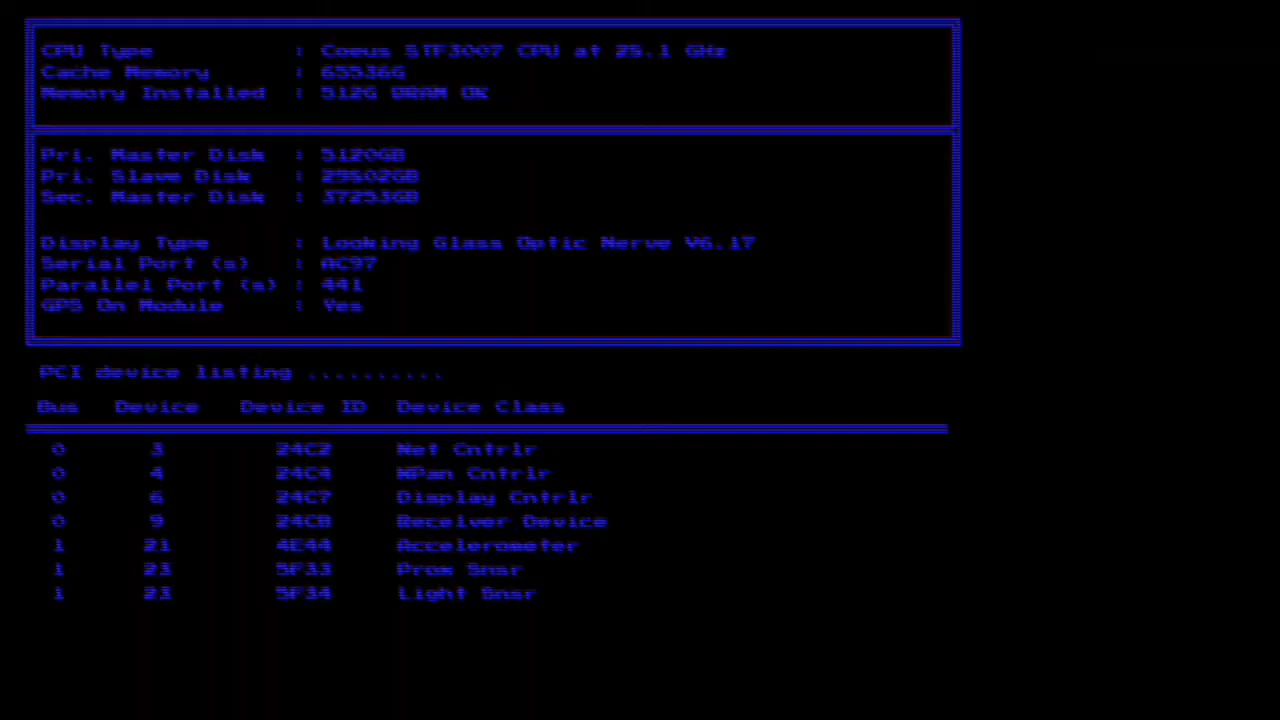 CPU Type : Coeus STF3007 CPU at 25.1 GHz
Cache Memory : 65536G
Memory Installed : 512G DRAM OK
Pri. Master Disk : 5120GB
Pri. Slave Disk : 29502GB
Sec. Master Disk : 37253GB
Display Type : Looking Glass Optic Nerve V6.17
Serial Port (s) : AC97
Parallel Port (s) : 441
GPS On Module : Yes
PCI device listing ..........
Bus Device Device ID Device Class
0 3 24C2 Net Cntrlr
0 4 24C4 Cntrlr
0 6 24C7 Display Cntrlr
0 9 24C8 Receiver Device
1 21 4E44 Accelerometer
1 23 5F33 Prox Snsr
1 23 5F34 Light Snsr